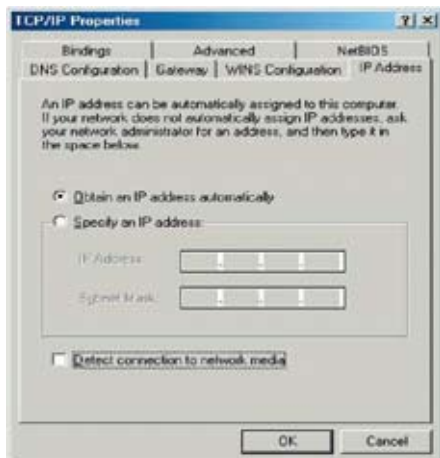 TCP/IP Properties
Bindings Advanced NetBIOS
DNS Configuration Gateway WINS Configuration IP Address
An IP address can be automatically assigned to this computer.
If your network does not automatically assign IP addresses, ask
your network administrator for an address, and then type it in
the space below.
Obtain an IP address automatically
Specify an IP address:
IP Address:
Subnet Mask:
Detect connection to network media
OK Cancel